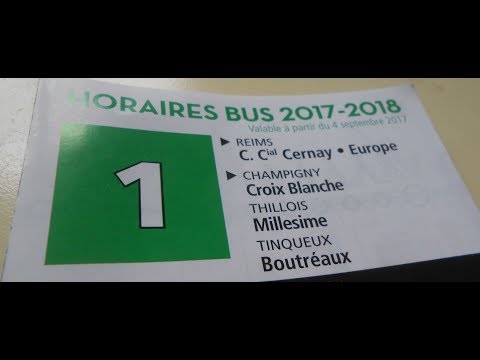 HORAIRES BUS 2017-2018
Valable à partir du 4 septembre 2017
1
▶ REIMS
C. Cial Cernay • Europe
▶ CHAMPIGNY
Croix Blanche
THILLOIS
Millesime
TINQUEUX
Boutréaux